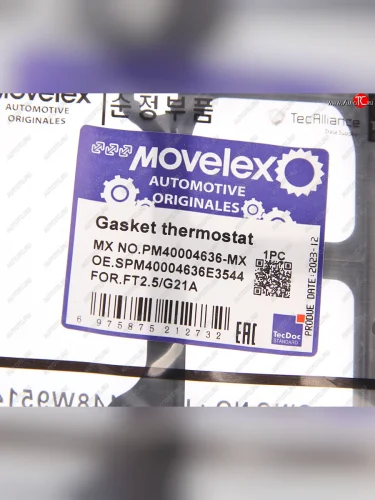 Movelex
AUTOMOTIVE
ORIGINALES
순정부품
TecAlliance
Movelex
AUTOMOTIVE
ORIGINALES
Gasket thermostat
MX NO.PM40004636-MX
1PC
OE.SPM40004636E3544
FOR.FT2.5/G21A
6 975875 212732
EAC
TecDoc
STANDARD
PRODUE DATE:2023-12